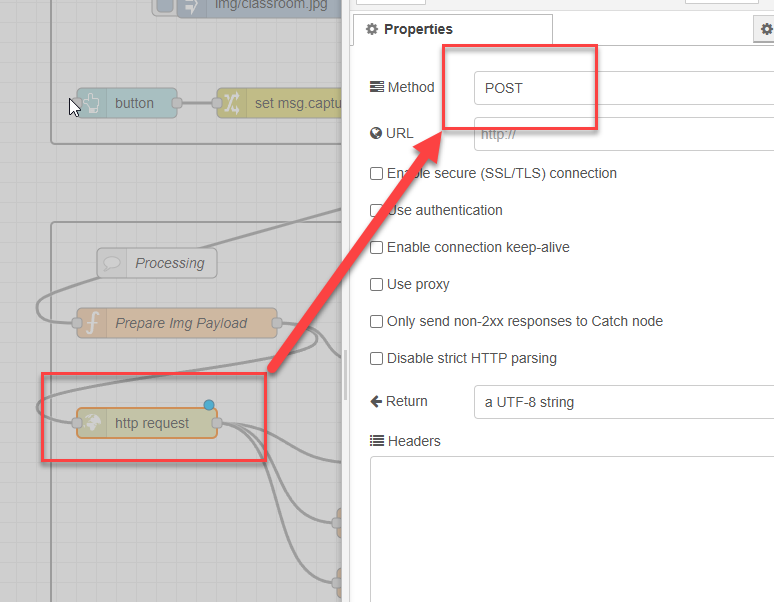 img/classroom.jpg
button
set msg.captu
Processing
Prepare Img Payload
http request
Properties
Method
POST
URL
http://
Enable secure (SSL/TLS) connection
Use authentication
Enable connection keep-alive
Use proxy
Only send non-2xx responses to Catch node
Disable strict HTTP parsing
Return
a UTF-8 string
Headers